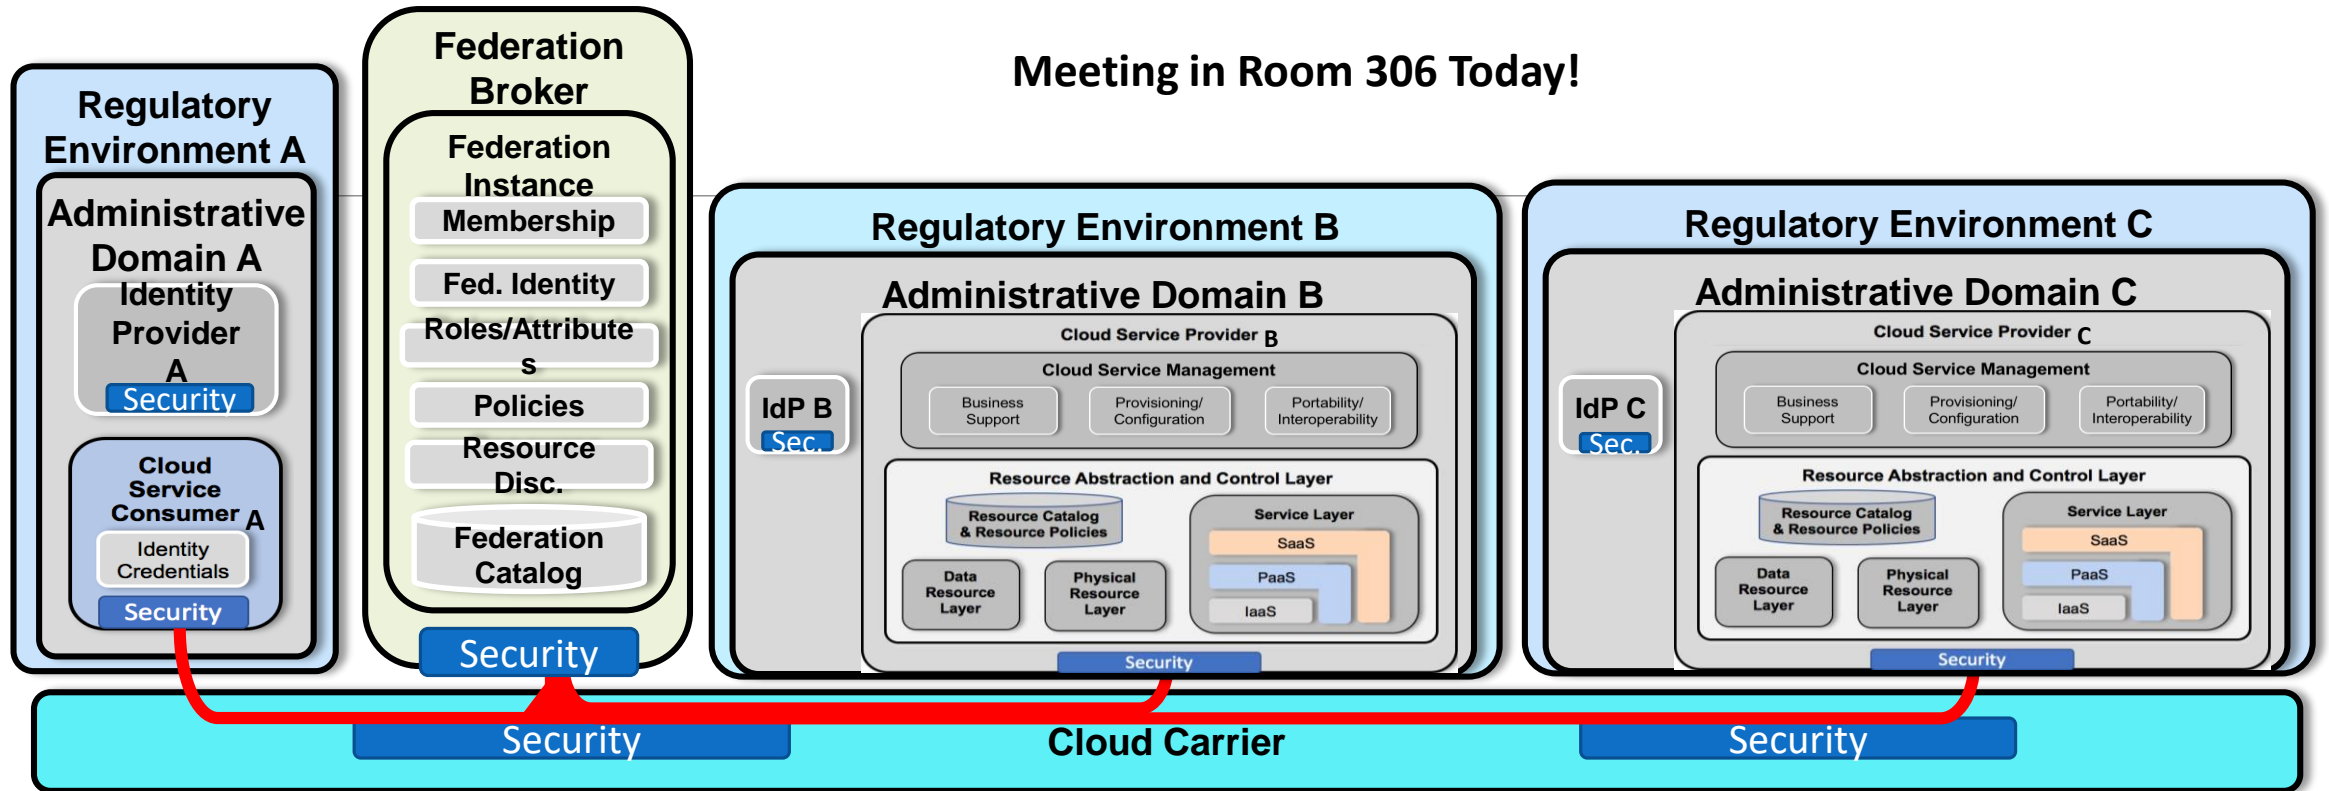 Meeting in Room 306 Today!
Regulatory
Environment A
Administrative
Domain A
Identity
Provider
A
Security
Cloud
Service
Consumer A
Identity
Credentials
Security
Federation
Broker
Federation
Instance
Membership
Fed. Identity
Roles/Attribute
s
Policies
Resource
Disc.
Federation
Catalog
Security
Regulatory Environment B
Administrative Domain B
IdP B
Sec.
Cloud Service Provider B
Cloud Service Management
Business
Support
Provisioning/
Configuration
Portability/
Interoperability
Resource Abstraction and Control Layer
Resource Catalog
& Resource Policies
Data
Resource
Layer
Physical
Resource
Layer
Service Layer
SaaS
PaaS
IaaS
Security
Regulatory Environment C
Administrative Domain C
IdP C
Sec.
Cloud Service Provider C
Cloud Service Management
Business
Support
Provisioning/
Configuration
Portability/
Interoperability
Resource Abstraction and Control Layer
Resource Catalog
& Resource Policies
Data
Resource
Layer
Physical
Resource
Layer
Service Layer
SaaS
PaaS
IaaS
Security
Security
Cloud Carrier
Security